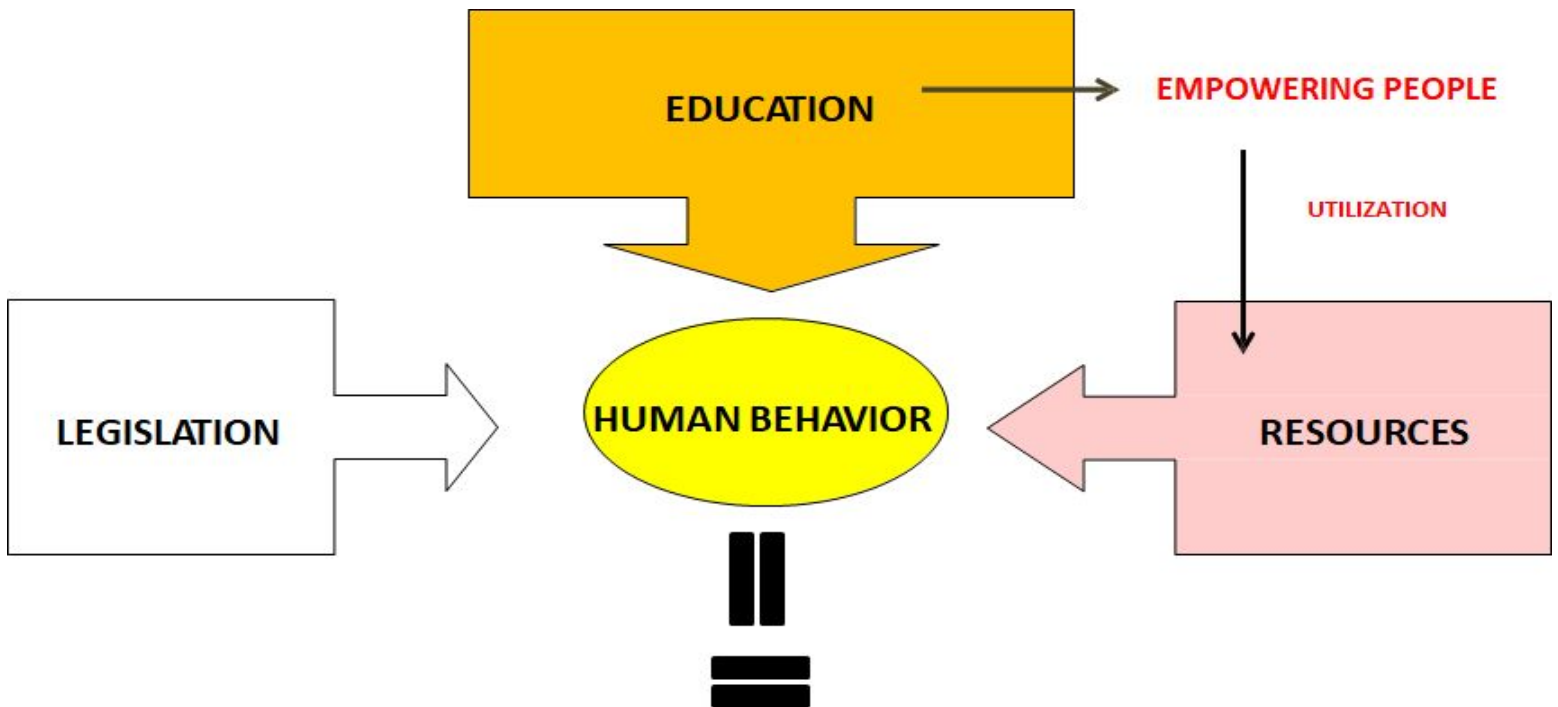 EDUCATION
EMPOWERING PEOPLE
UTILIZATION
LEGISLATION
HUMAN BEHAVIOR
RESOURCES